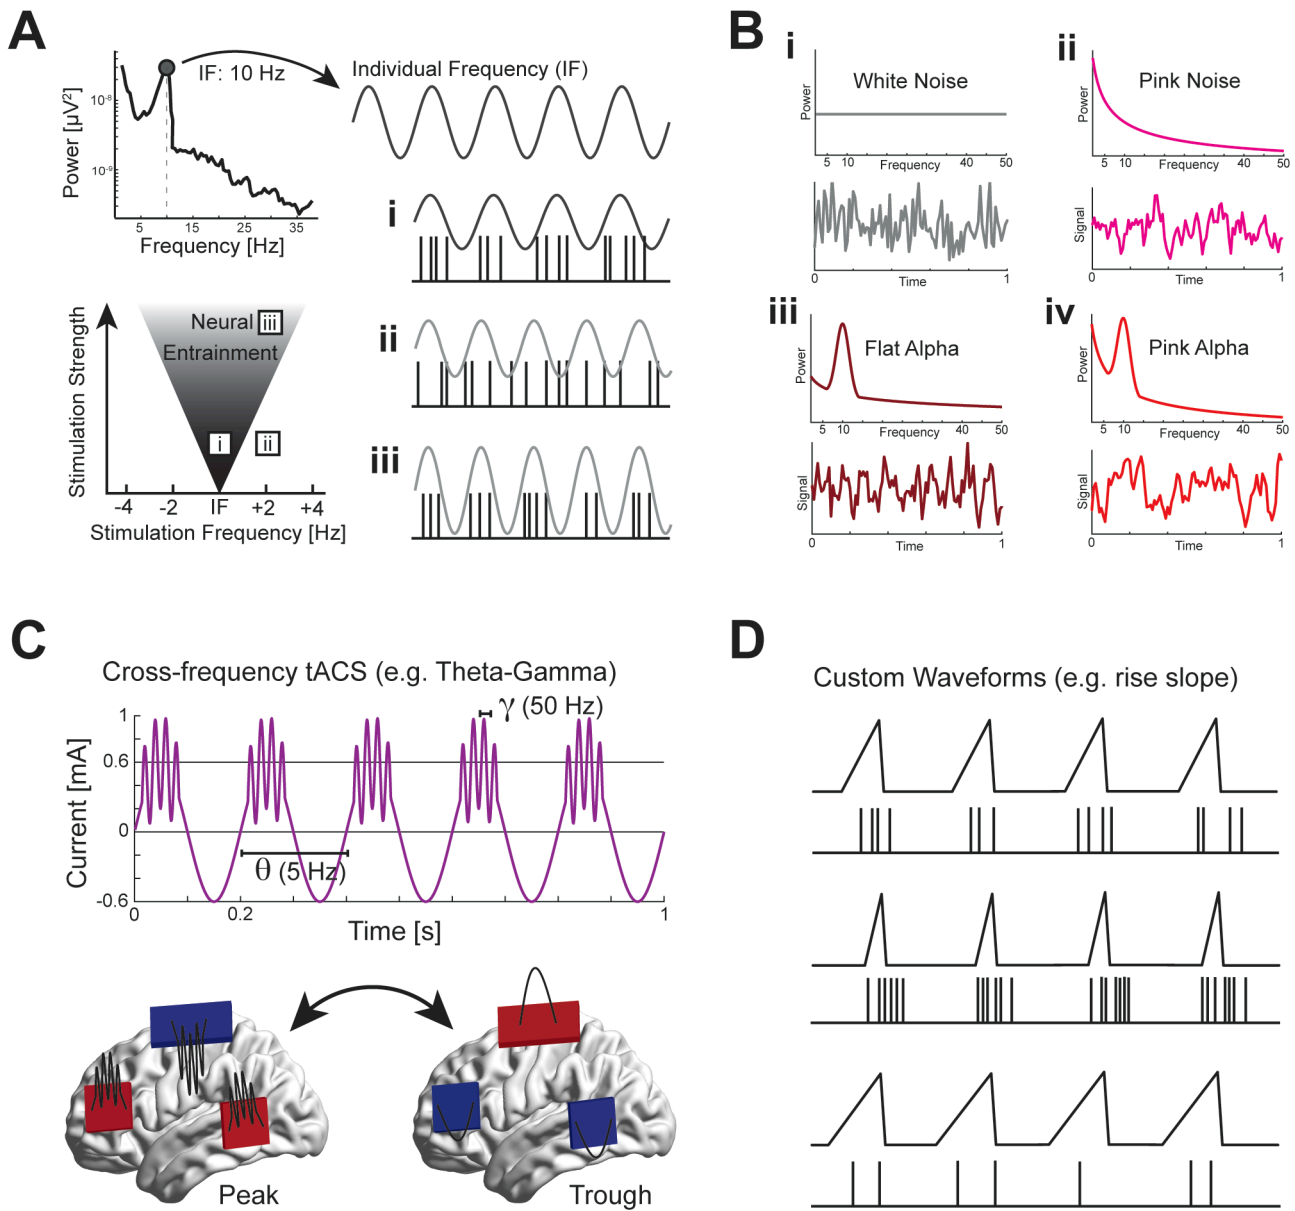 A
IF: 10 Hz
Individual Frequency (IF)
Power [µV²]
10⁻⁸
10⁻⁹
5
15
25
35
Frequency [Hz]
i
ii
iii
Stimulation Strength
Neural iii
Entrainment
i
ii
-4
-2
IF
+2
+4
Stimulation Frequency [Hz]
B
i
White Noise
Power
5
10
Frequency
40
50
Time
0
1
ii
Pink Noise
Power
5
10
Frequency
40
50
Signal
Time
1
iii
Flat Alpha
Power
5
10
Frequency
40
50
Signal
0
Time
1
iv
Pink Alpha
Power
5
10
Frequency
40
50
Signal
0
Time
1
C
Cross-frequency tACS (e.g. Theta-Gamma)
γ (50 Hz)
Current [mA]
1
0.6
0
-0.6
θ (5 Hz)
0
0.2
1
Time [s]
Peak
Trough
D
Custom Waveforms (e.g. rise slope)